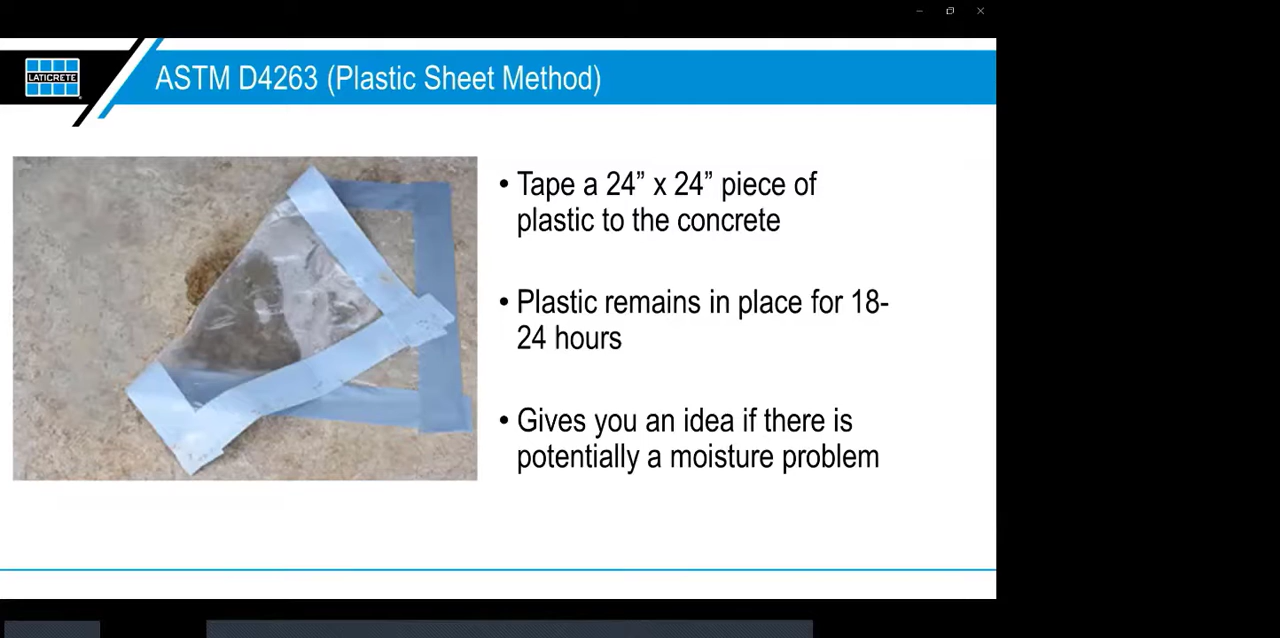 LATICRETE
ASTM D4263 (Plastic Sheet Method)
• Tape a 24” x 24” piece of
plastic to the concrete
• Plastic remains in place for 18-
24 hours
• Gives you an idea if there is
potentially a moisture problem